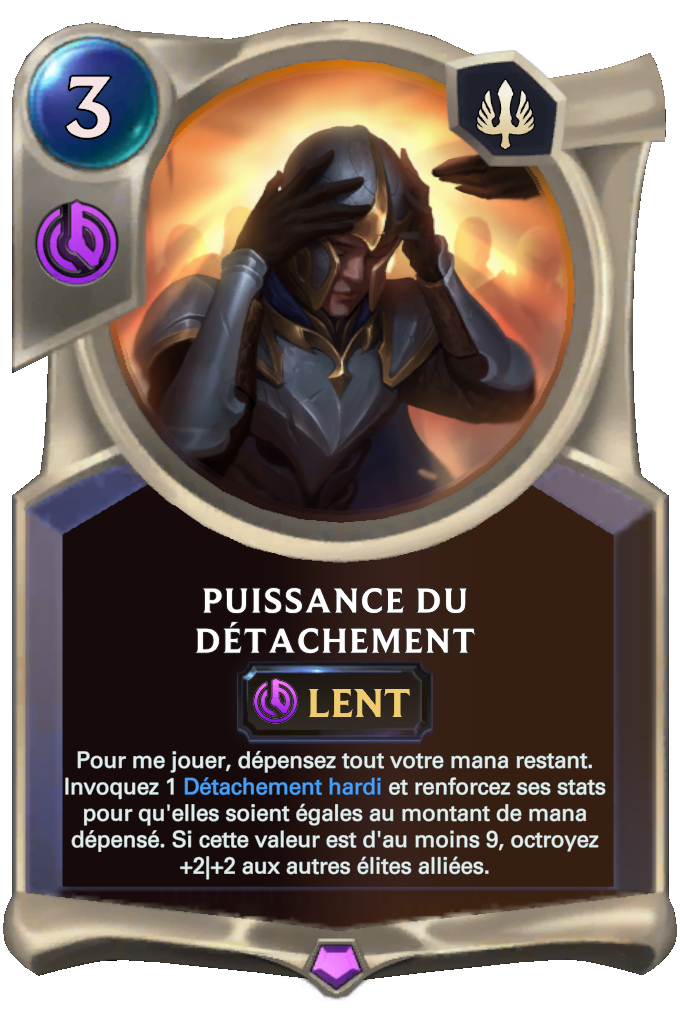 3
PUISSANCE DU
DÉTACHEMENT
LENT
Pour me jouer, dépensez tout votre mana restant.
Invoquez 1 Détachement hardi et renforcez ses stats
pour qu'elles soient égales au montant de mana
dépensé. Si cette valeur est d'au moins 9, octroyez
+2|+2 aux autres élites alliées.